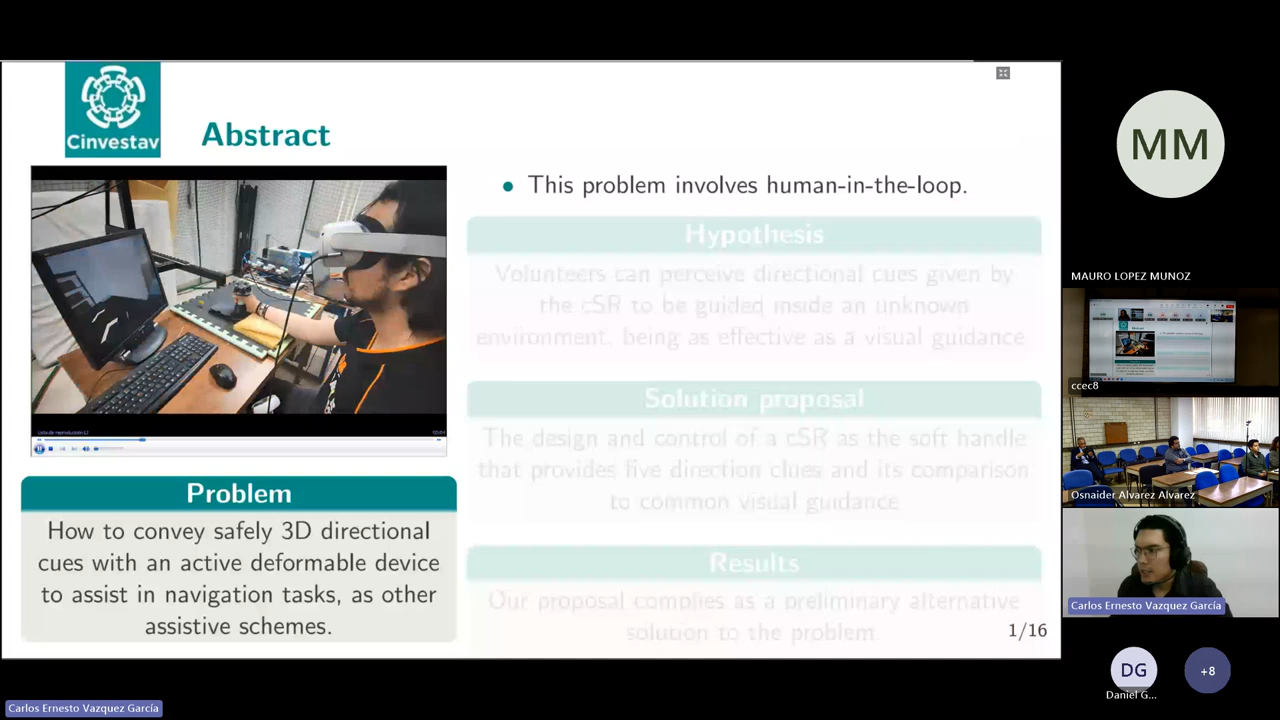 Cinvestav
Abstract
This problem involves human-in-the-loop.
Hypothesis
Volunteers can perceive directional cues given by
the cSR to be guided inside an unknown
environment, being as effective as a visual guidance
Solution proposal
The design and control of a cSR as the soft handle
that provides five direction clues and its comparison
to common visual guidance
Results
Our proposal complies as a preliminary alternative
solution to the problem
Problem
How to convey safely 3D directional
cues with an active deformable device
to assist in navigation tasks, as other
assistive schemes.
1/16
MM
MAURO LOPEZ MUNOZ
ccec8
Osnaider Alvarez Alvarez
Carlos Ernesto Vazquez García
DG
+8
Daniel G...
Carlos Ernesto Vazquez García